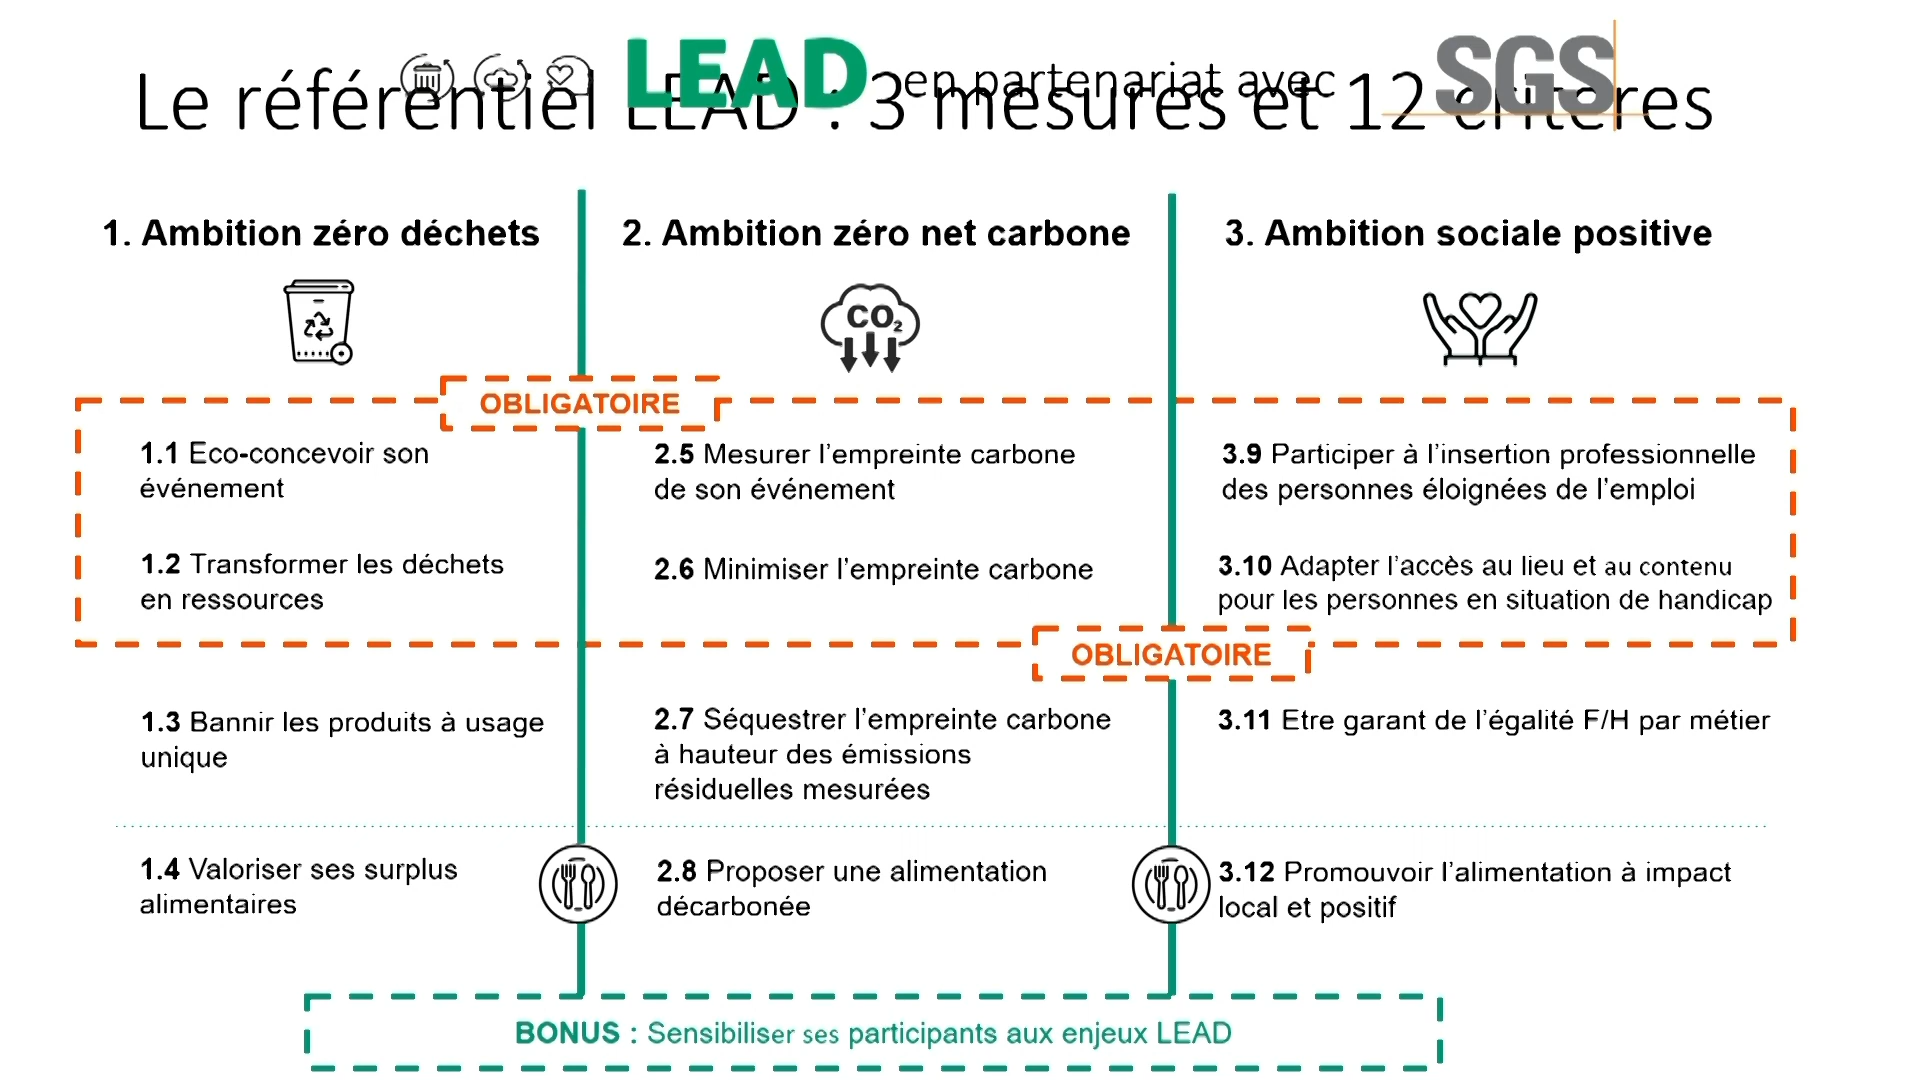 LEAD en partenariat avec SGS
Le référentiel LEAD : 3 mesures et 12 critères
1. Ambition zéro déchets
2. Ambition zéro net carbone
3. Ambition sociale positive
CO2
OBLIGATOIRE
1.1 Eco-concevoir son
événement
1.2 Transformer les déchets
en ressources
2.5 Mesurer l'empreinte carbone
de son événement
2.6 Minimiser l'empreinte carbone
3.9 Participer à l'insertion professionnelle
des personnes éloignées de l'emploi
3.10 Adapter l'accès au lieu et au contenu
pour les personnes en situation de handicap
OBLIGATOIRE
1.3 Bannir les produits à usage
unique
2.7 Séquestrer l'empreinte carbone
à hauteur des émissions
résiduelles mesurées
3.11 Etre garant de l'égalité F/H par métier
1.4 Valoriser ses surplus
alimentaires
2.8 Proposer une alimentation
décarbonée
3.12 Promouvoir l'alimentation à impact
local et positif
BONUS : Sensibiliser ses participants aux enjeux LEAD